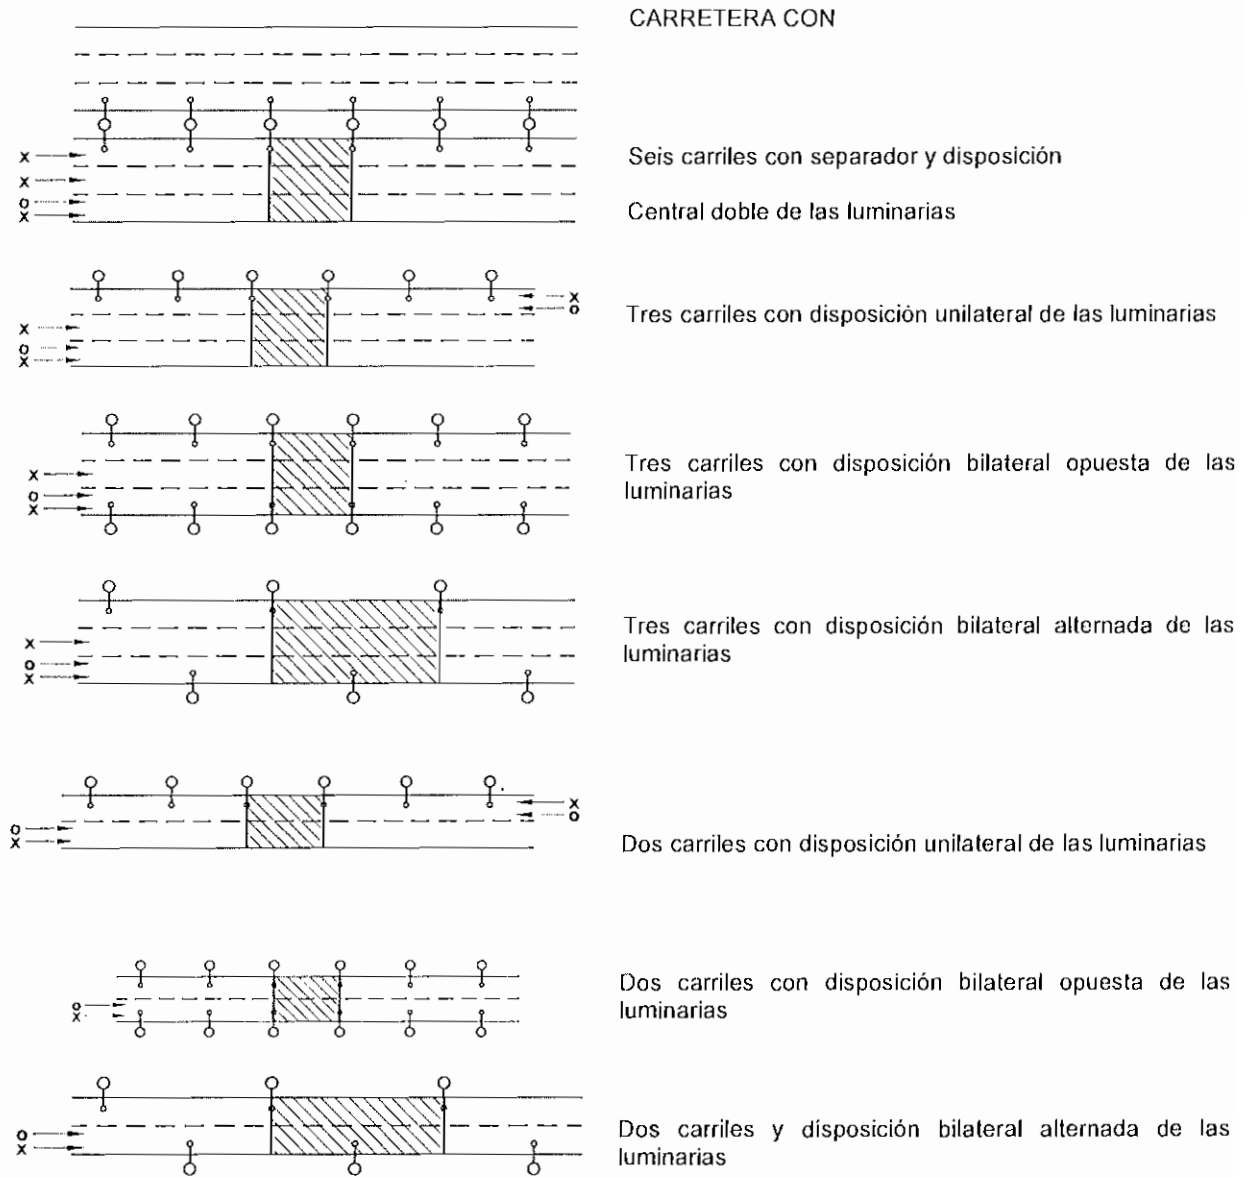 CARRETERA CON
Seis carriles con separador y disposición
Central doble de las luminarias
x
x
o
x
Tres carriles con disposición unilateral de las luminarias
x
o
x
o
x
Tres carriles con disposición bilateral opuesta de las
luminarias
x
o
x
Tres carriles con disposición bilateral alternada de las
luminarias
x
o
x
Dos carriles con disposición unilateral de las luminarias
x
o
o
x
Dos carriles con disposición bilateral opuesta de las
luminarias
o
x
Dos carriles y disposición bilateral alternada de las
luminarias
o
x